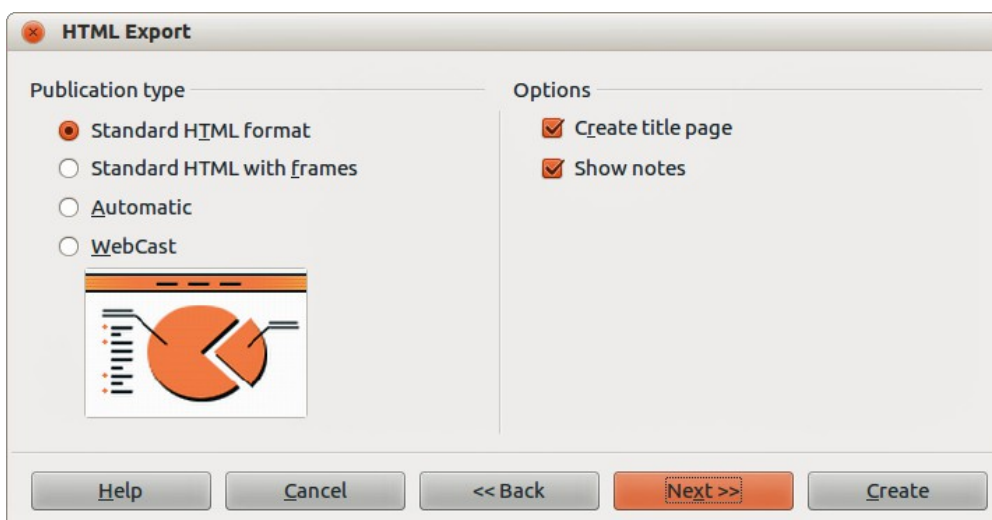 HTML Export
Publication type
Standard HTML format
Standard HTML with frames
Automatic
WebCast
Options
Create title page
Show notes
Help
Cancel
<< Back
Next >>
Create